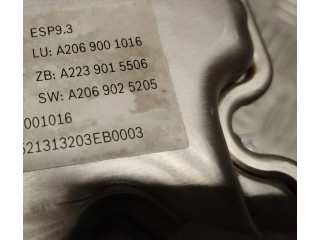 ESP9.3
LU: A206 900 1016
ZB: A223 901 5506
SW: A206 902 5205
001016
521313203EB0003